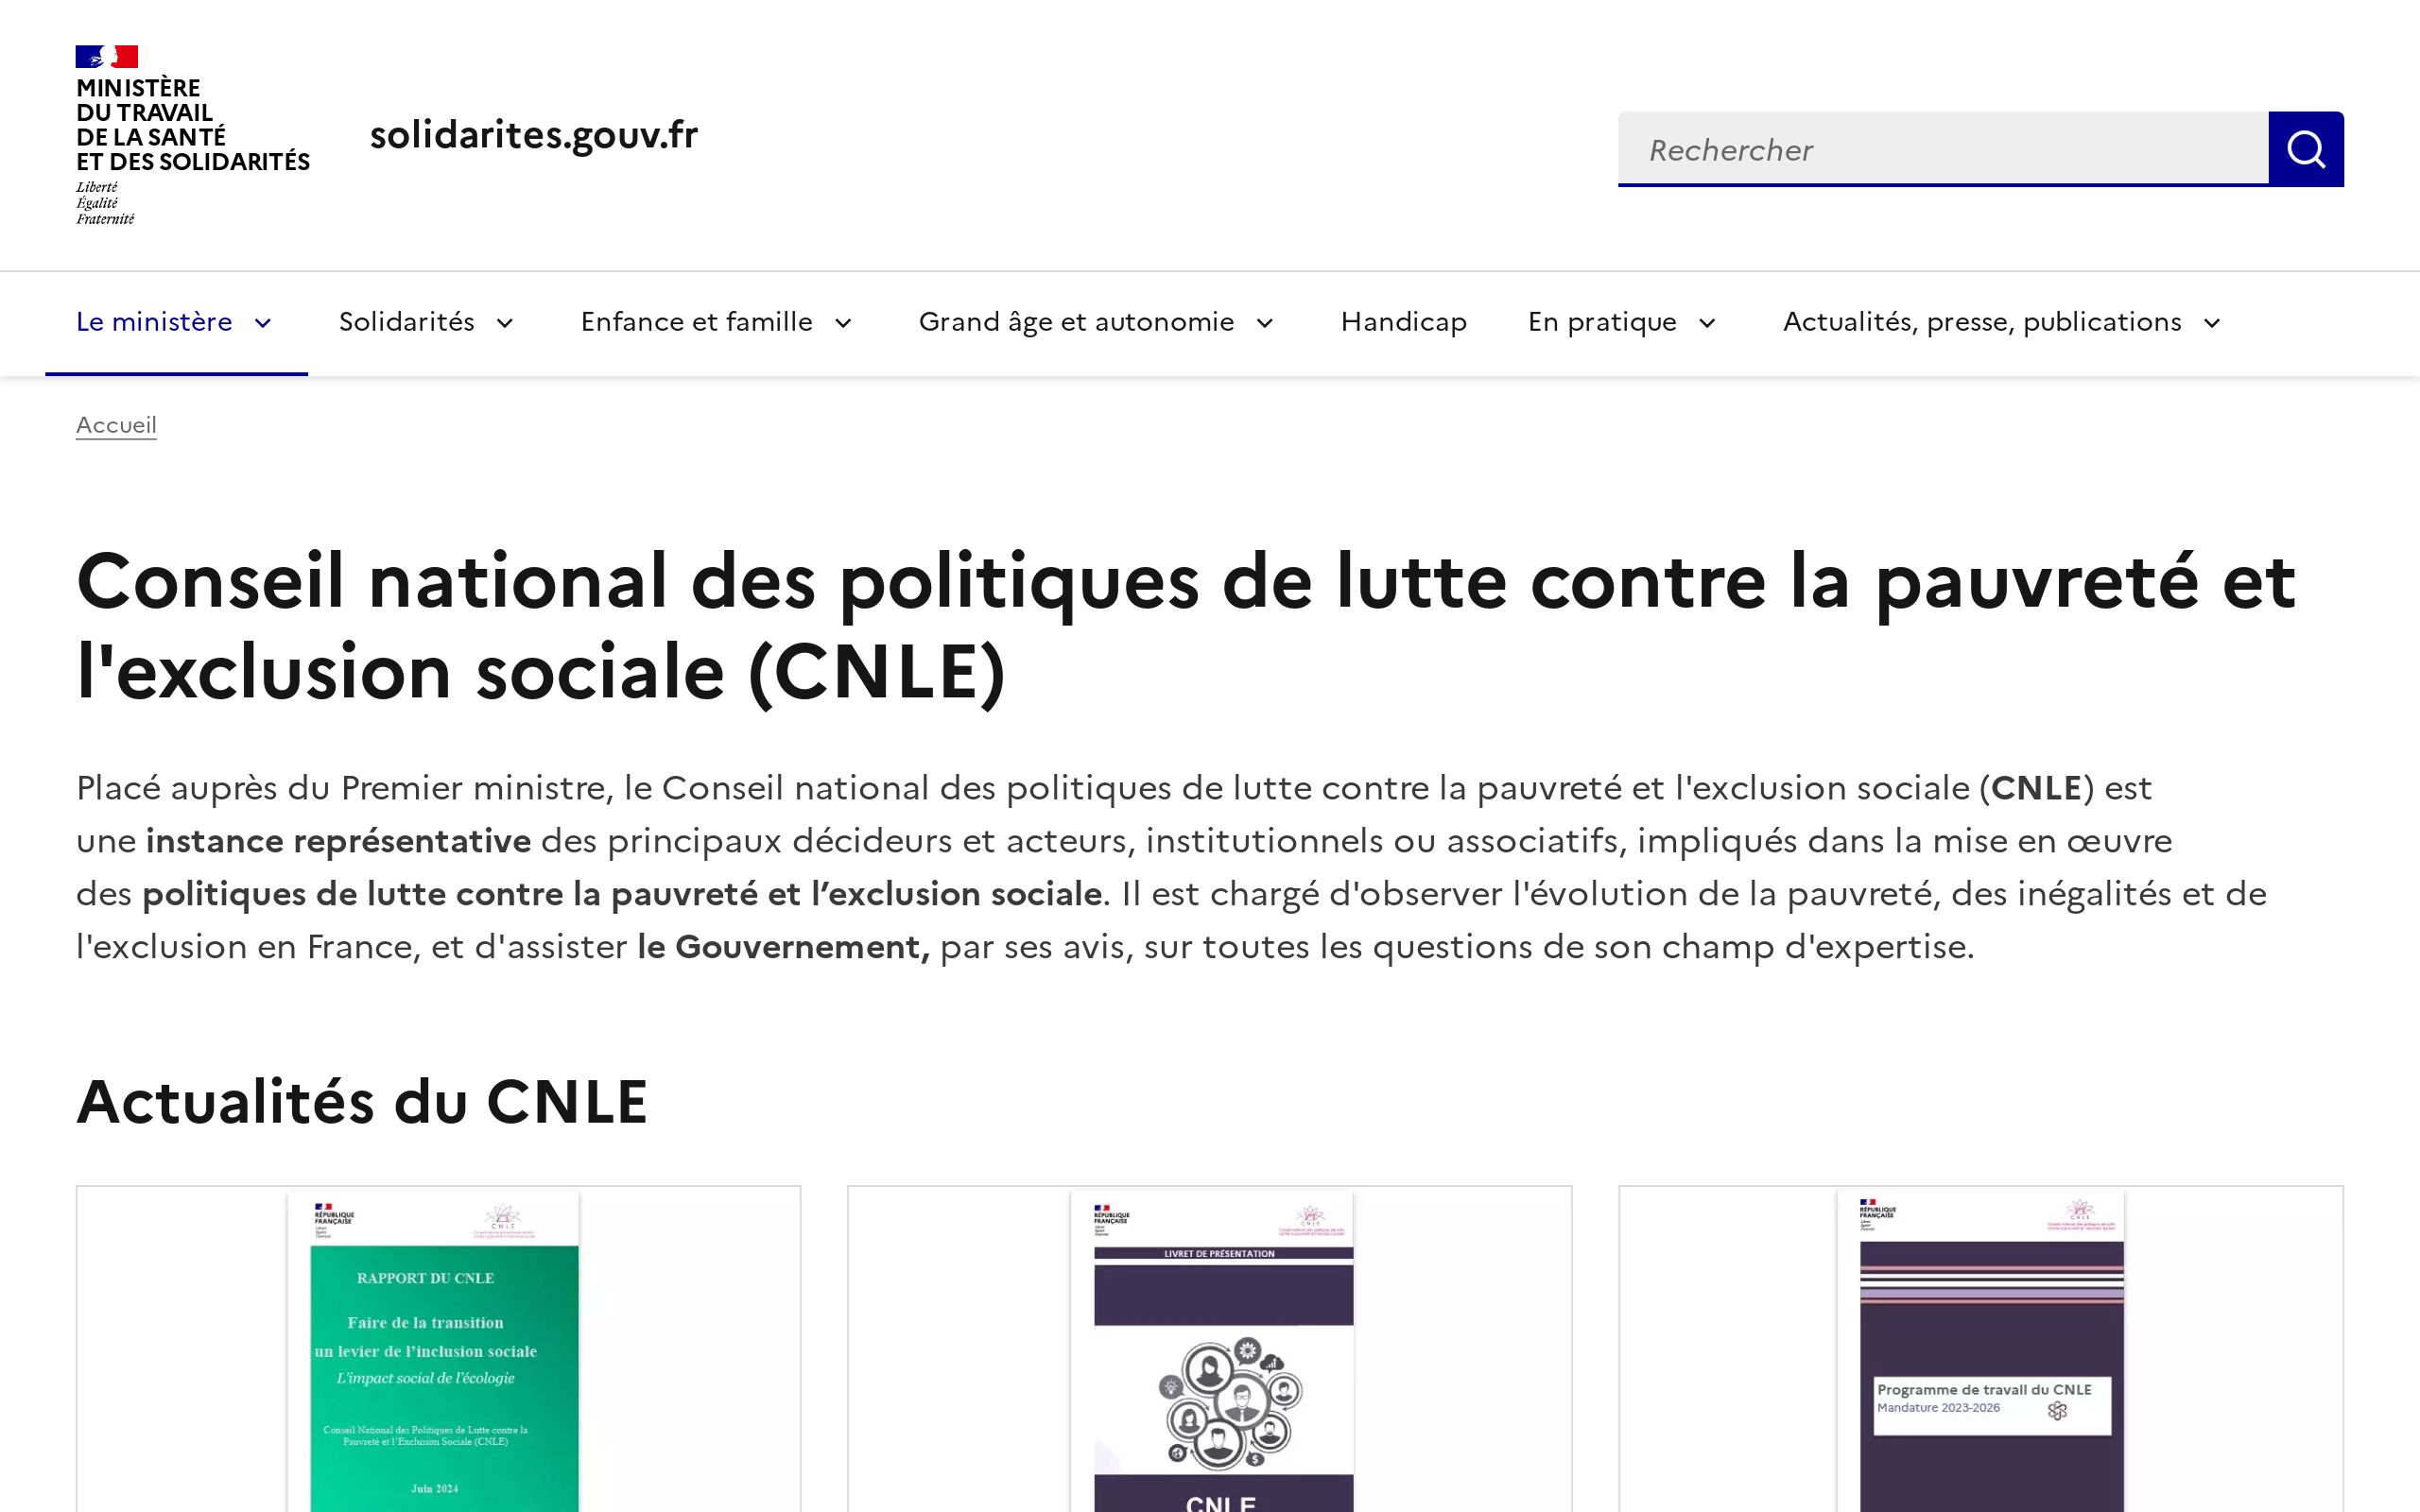 MINISTÈRE
DU TRAVAIL
DE LA SANTÉ
ET DES SOLIDARITÉS
Liberté
Égalité
Fraternité
solidarites.gouv.fr
Rechercher
Le ministère
Solidarités
Enfance et famille
Grand âge et autonomie
Handicap
En pratique
Actualités, presse, publications
Accueil
Conseil national des politiques de lutte contre la pauvreté et
l'exclusion sociale (CNLE)
Placé auprès du Premier ministre, le Conseil national des politiques de lutte contre la pauvreté et l'exclusion sociale (CNLE) est
une instance représentative des principaux décideurs et acteurs, institutionnels ou associatifs, impliqués dans la mise en œuvre
des politiques de lutte contre la pauvreté et l’exclusion sociale. Il est chargé d'observer l'évolution de la pauvreté, des inégalités et de
l'exclusion en France, et d'assister le Gouvernement, par ses avis, sur toutes les questions de son champ d'expertise.
Actualités du CNLE
RÉPUBLIQUE
FRANÇAISE
CNLE
RAPPORT DU CNLE
Faire de la transition
un levier de l’inclusion sociale
L’impact social de l’écologie
Conseil National des Politiques de Lutte contre la
Pauvreté et l’Exclusion Sociale (CNLE)
Juin 2024
RÉPUBLIQUE
FRANÇAISE
CNLE
LIVRET DE PRÉSENTATION
CNLE
RÉPUBLIQUE
FRANÇAISE
CNLE
Programme de travail du CNLE
Mandature 2023-2026